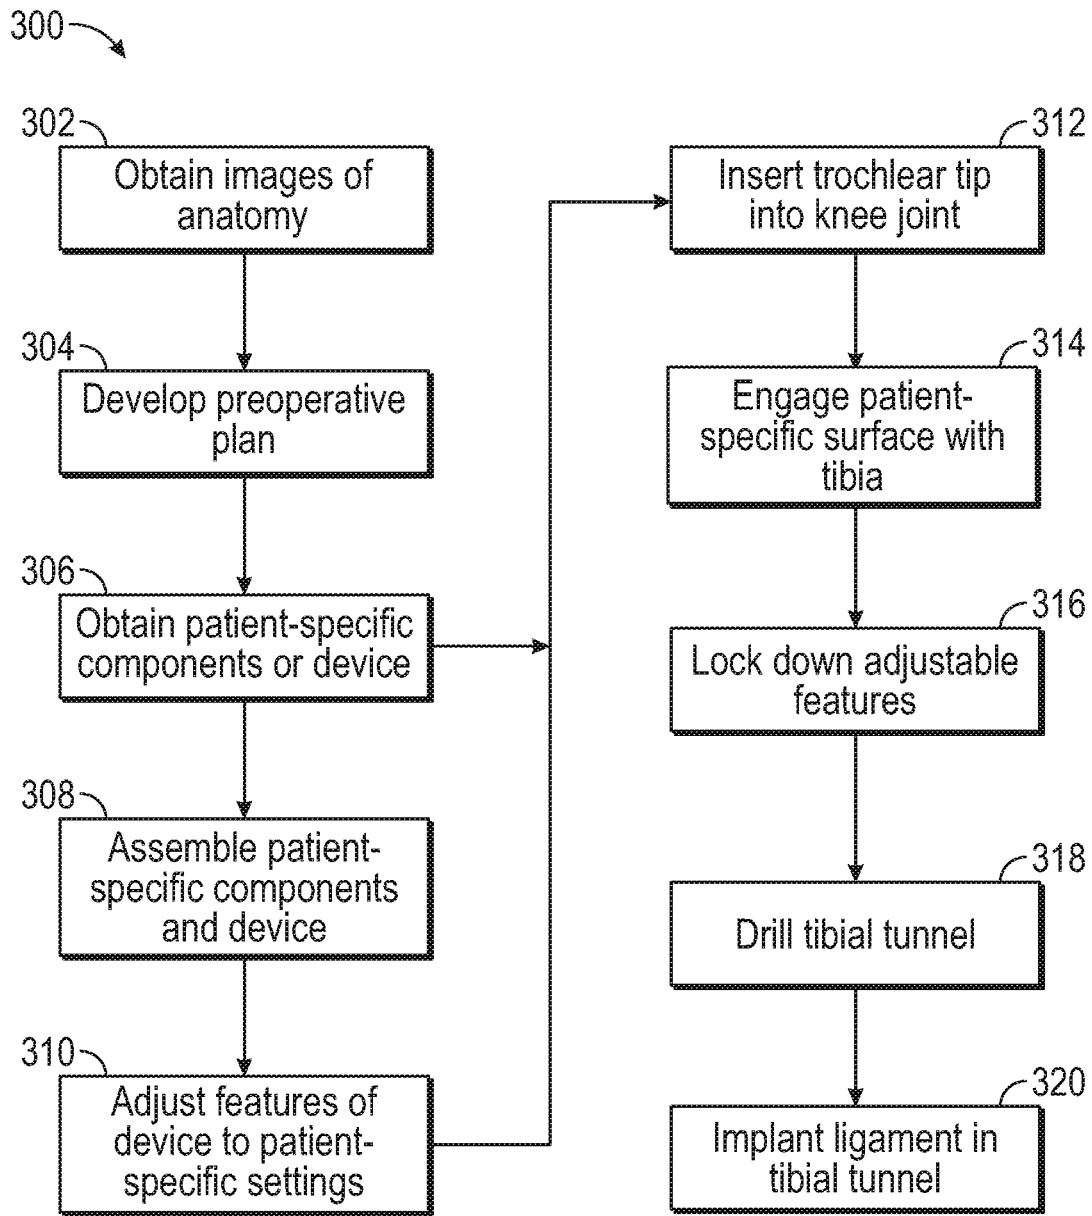 300
302
Obtain images of
anatomy
304
Develop preoperative
plan
306
Obtain patient-specific
components or device
308
Assemble patient-
specific components
and device
310
Adjust features of
device to patient-
specific settings
312
Insert trochlear tip
into knee joint
314
Engage patient-
specific surface with
tibia
316
Lock down adjustable
features
318
Drill tibial tunnel
320
Implant ligament in
tibial tunnel